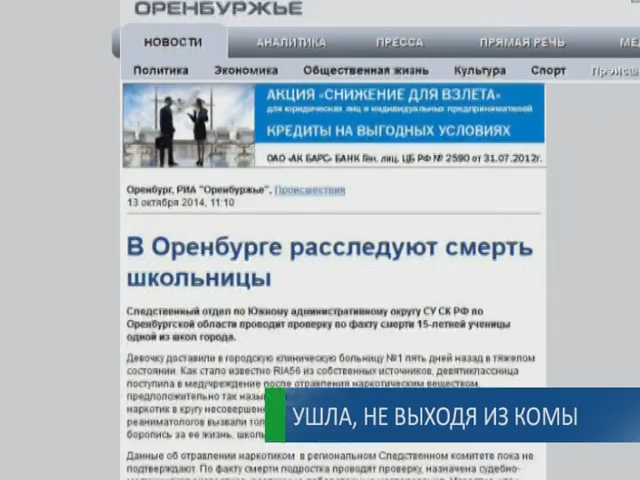 ОРЕНБУРЖЬЕ
НОВОСТИ АНАЛИТИКА ПРЕССА ПРЯМАЯ РЕЧЬ МЕД
Политика Экономика Общественная жизнь Культура Спорт Происш
АКЦИЯ «СНИЖЕНИЕ ДЛЯ ВЗЛЕТА»
для юридических лиц и индивидуальных предпринимателей
КРЕДИТЫ НА ВЫГОДНЫХ УСЛОВИЯХ
ОАО «АК БАРС» БАНК Ген. лиц. ЦБ РФ № 2590 от 31.07.2012г.
Оренбург, РИА "Оренбуржье", Происшествия
13 октября 2014, 11:10
В Оренбурге расследуют смерть
школьницы
Следственный отдел по Южному административному округу СУ СК РФ по
Оренбургской области проводит проверку по факту смерти 15-летней ученицы
одной из школ города.
Девочку доставили в городскую клиническую больницу №1 пять дней назад в тяжелом
состоянии. Как стало известно RIA56 из собственных источников, девятиклассница
поступила в медучреждение после отравления наркотическим веществом,
предположительно так назыв
наркотик в кругу несовершенно
реаниматологов вызвали тол
боролись за ее жизнь, школь
УШЛА, НЕ ВЫХОДЯ ИЗ КОМЫ
Данные об отравлении наркотиком в региональном Следственном комитете пока не
подтверждают. По факту смерти подростка проводят проверку, назначена судебно-